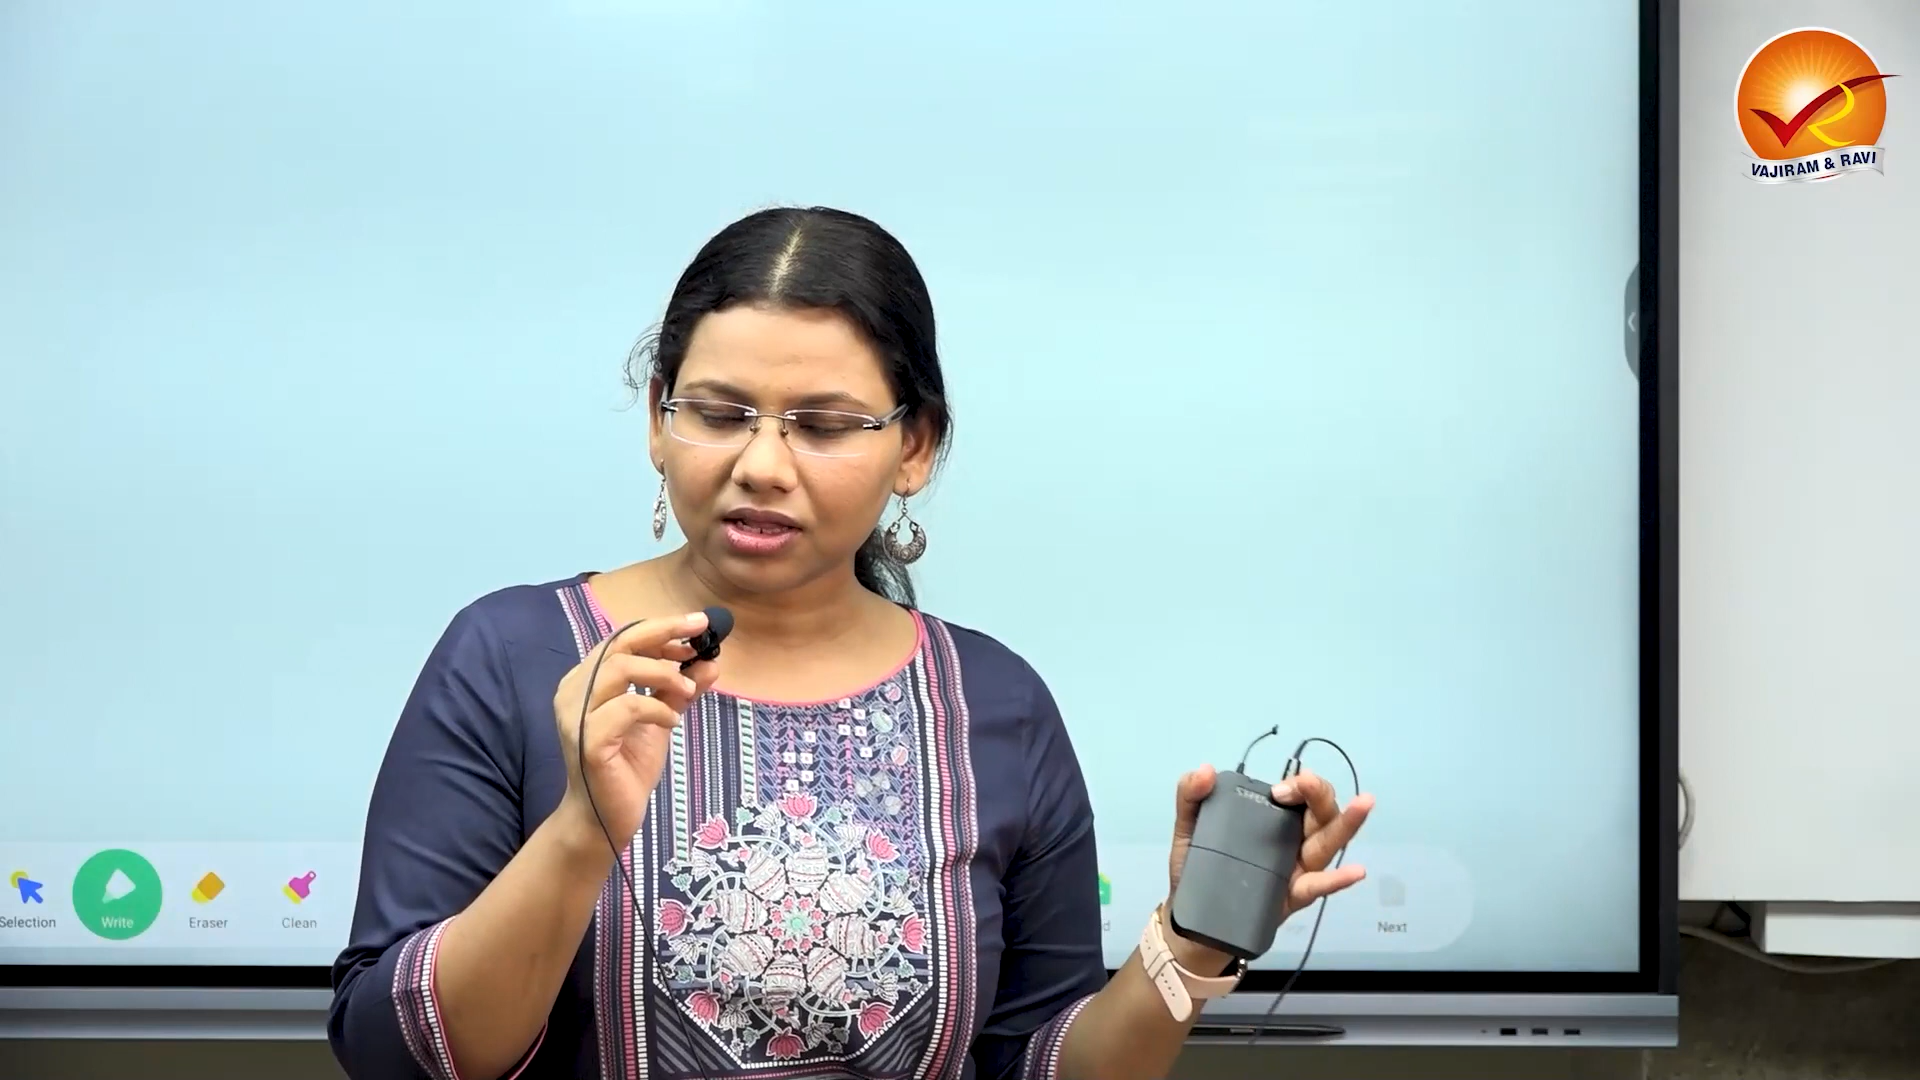 VAJIRAM & RAVI
Selection
Write
Eraser
Clean
Next